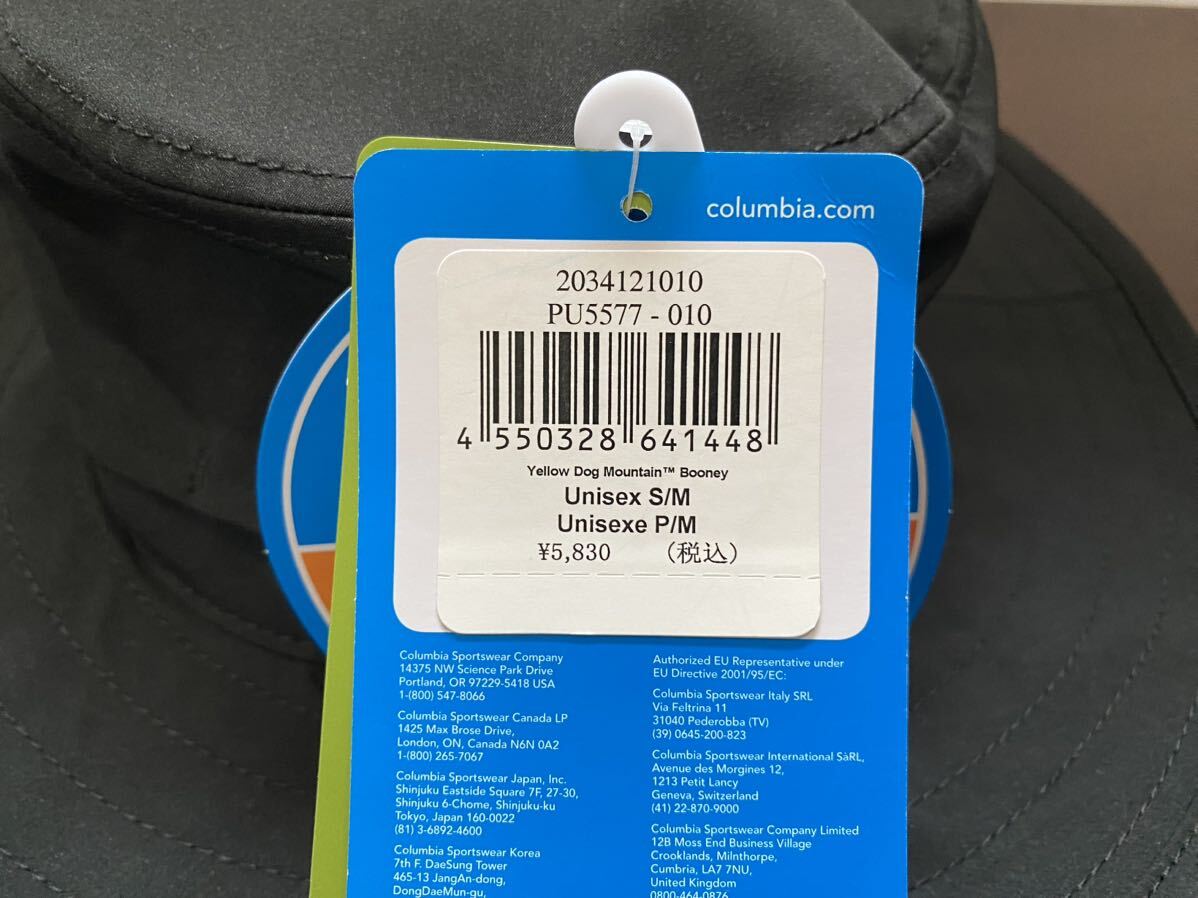 columbia.com
2034121010
PU5577 - 010
4 550328 641448
Yellow Dog Mountain™ Booney
Unisex S/M
Unisexe P/M
¥5,830 (税込)
Columbia Sportswear Company
14375 NW Science Park Drive
Portland, OR 97229-5418 USA
1-(800) 547-8066
Columbia Sportswear Canada LP
1425 Max Brose Drive,
London, ON, Canada N6N 0A2
1-(800) 265-7067
Columbia Sportswear Japan, Inc.
Shinjuku Eastside Square 7F, 27-30,
Shinjuku 6-Chome, Shinjuku-ku
Tokyo, Japan 160-0022
(81) 3-6892-4600
Columbia Sportswear Korea
7th F. DaeSung Tower
465-13 JangAn-dong,
DongDaeMun-gu,
Authorized EU Representative under
EU Directive 2001/95/EC:
Columbia Sportswear Italy SRL
Via Feltrina 11
31040 Pederobba (TV)
(39) 0645-200-823
Columbia Sportswear International SàRL,
Avenue des Morgines 12,
1213 Petit Lancy
Geneva, Switzerland
(41) 22-870-9000
Columbia Sportswear Company Limited
12B Moss End Business Village
Crooklands, Milnthorpe,
Cumbria, LA7 7NU,
United Kingdom
0800-464-0876